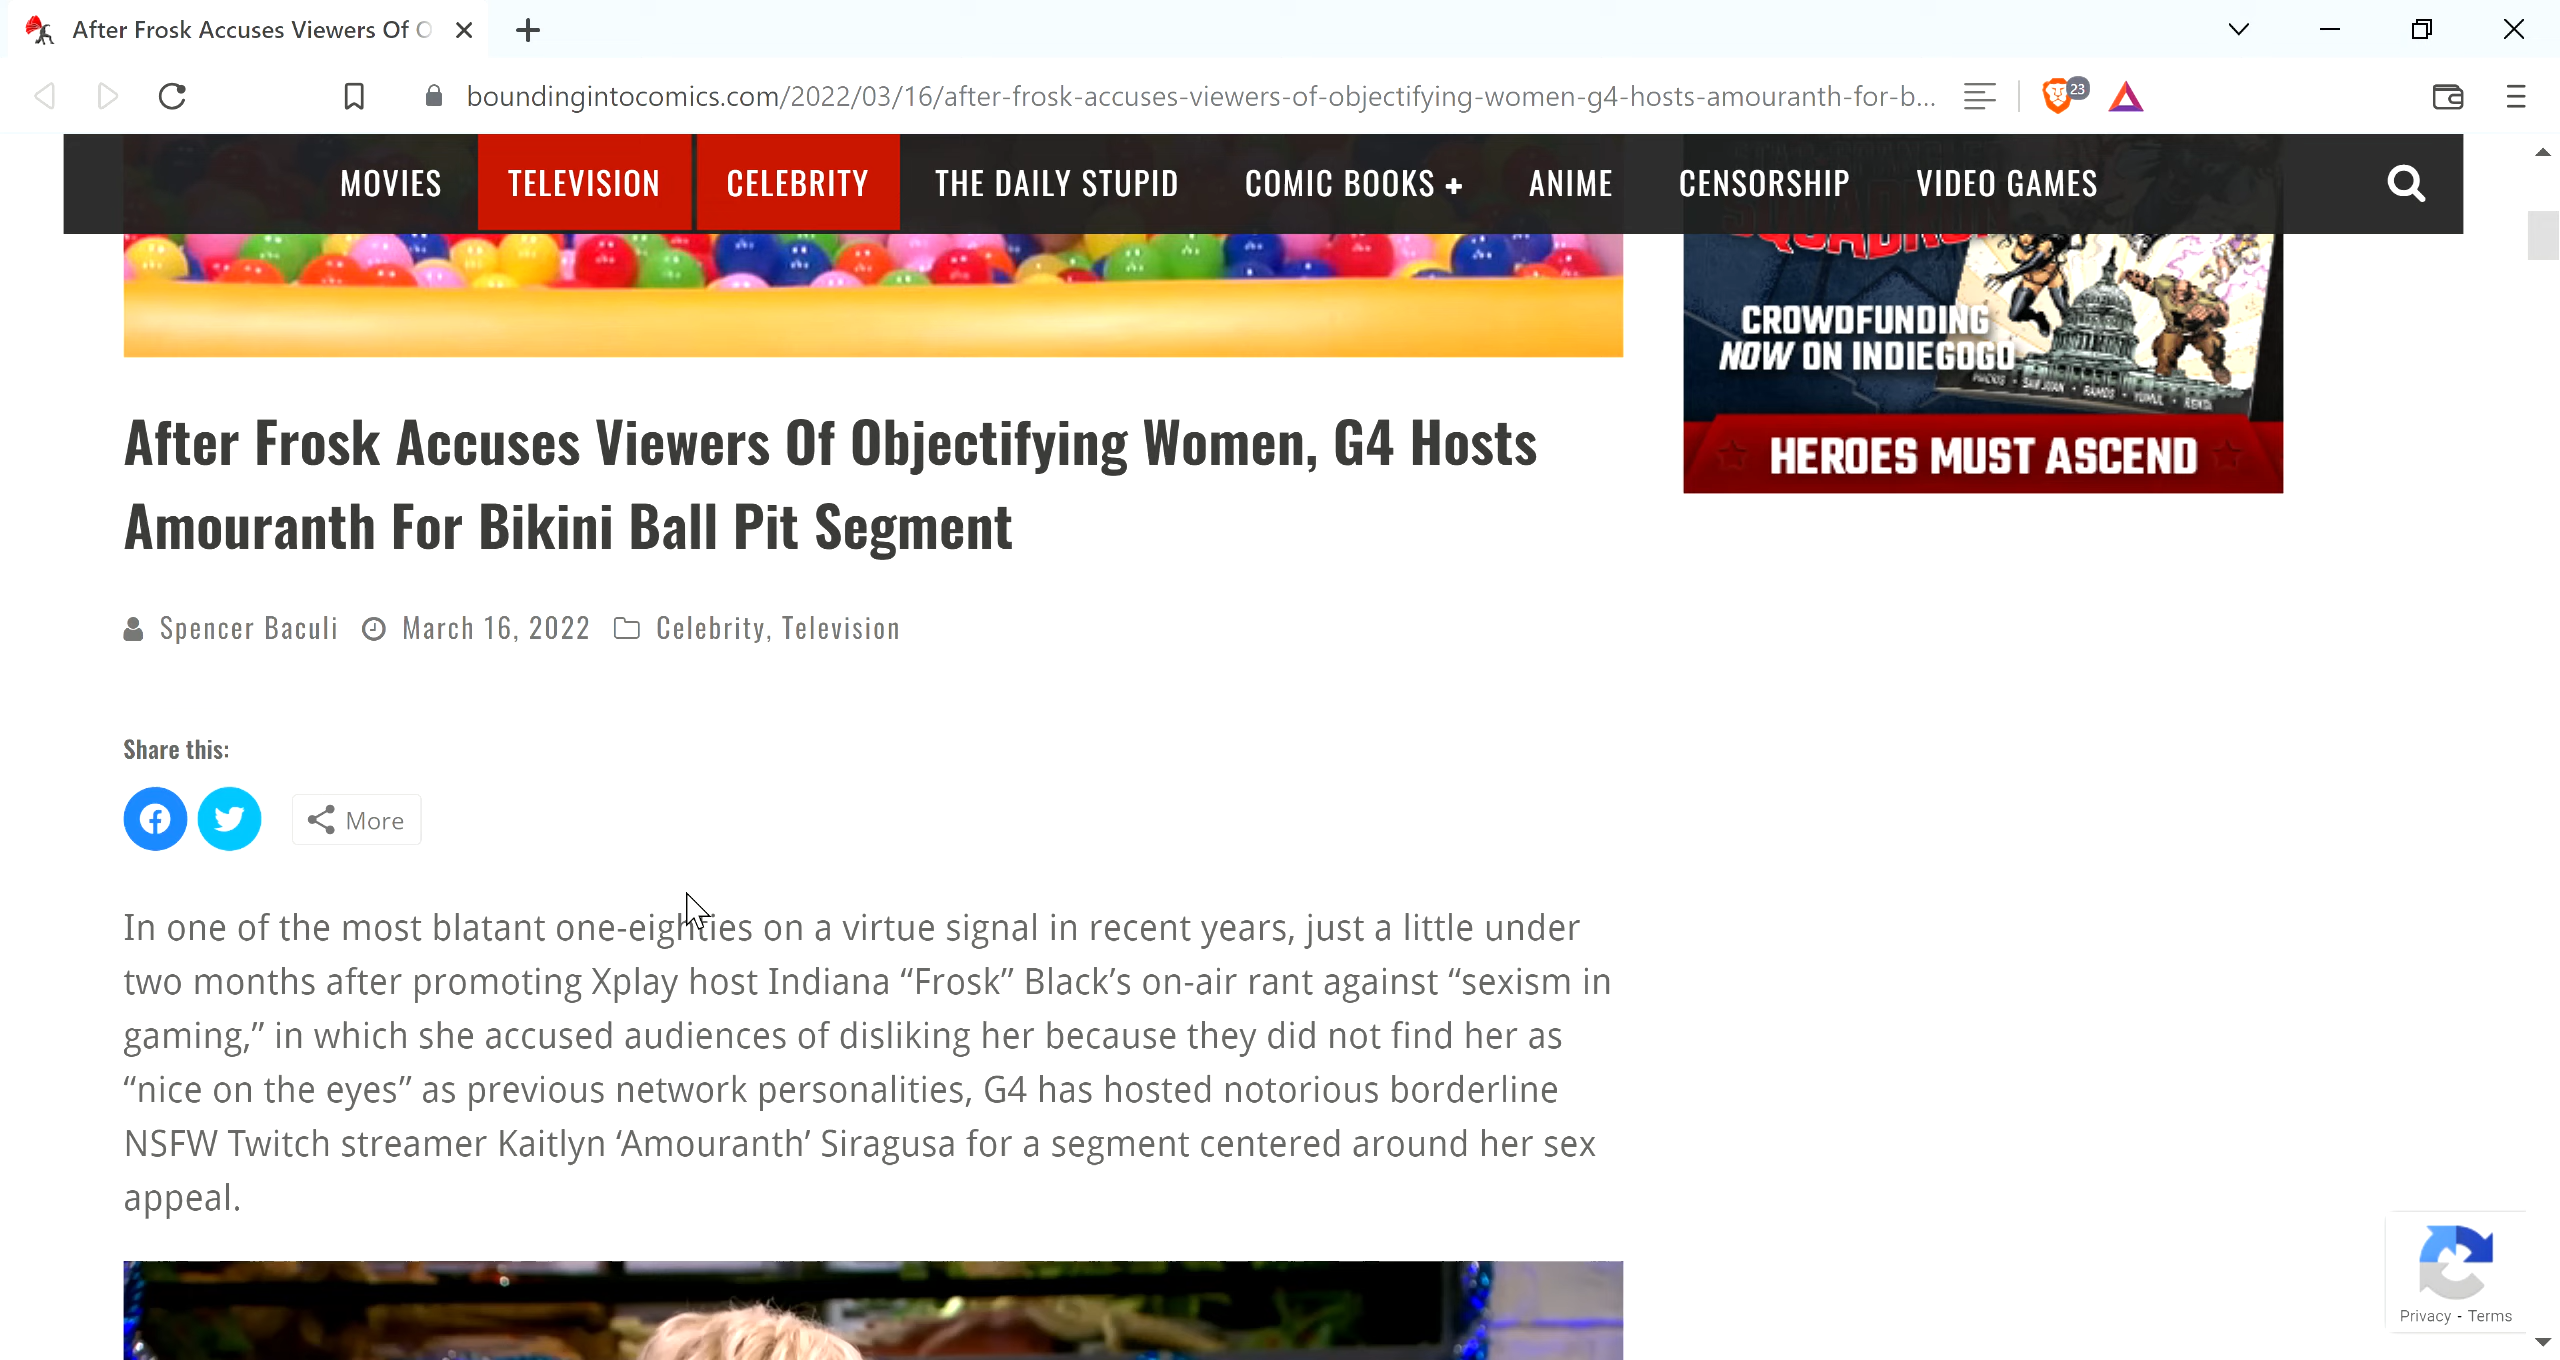 After Frosk Accuses Viewers Of O
boundingintocomics.com/2022/03/16/after-frosk-accuses-viewers-of-objectifying-women-g4-hosts-amouranth-for-b...
23
MOVIES TELEVISION CELEBRITY THE DAILY STUPID COMIC BOOKS + ANIME CENSORSHIP VIDEO GAMES
SQUADRON
CROWDFUNDING
NOW ON INDIEGOGO
HEROES MUST ASCEND
After Frosk Accuses Viewers Of Objectifying Women, G4 Hosts
Amouranth For Bikini Ball Pit Segment
Spencer Baculi March 16, 2022 Celebrity, Television
Share this:
More
In one of the most blatant one-eighties on a virtue signal in recent years, just a little under
two months after promoting Xplay host Indiana “Frosk” Black’s on-air rant against “sexism in
gaming,” in which she accused audiences of disliking her because they did not find her as
“nice on the eyes” as previous network personalities, G4 has hosted notorious borderline
NSFW Twitch streamer Kaitlyn ‘Amouranth’ Siragusa for a segment centered around her sex
appeal.
Privacy - Terms